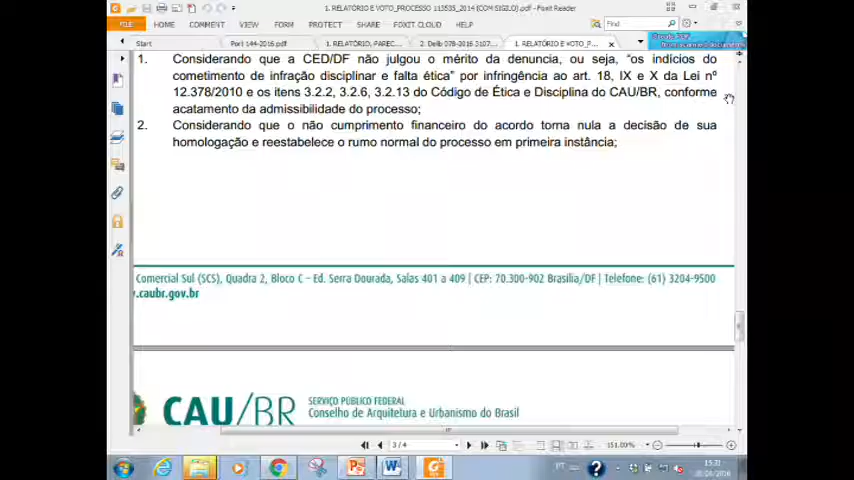 1. RELATÓRIO E VOTO_PROCESSO 113535_2014 (COM SIGILO).pdf - Foxit Reader
FILE HOME COMMENT VIEW FORM PROTECT SHARE FOXIT CLOUD HELP Find
Start Port 144-2016.pdf 1. RELATÓRIO, PAREC... 2. Delib 078-2016 3107... 1. RELATÓRIO E VOTO_P...
1. Considerando que a CED/DF não julgou o mérito da denuncia, ou seja, “os indícios do
cometimento de infração disciplinar e falta ética” por infringência ao art. 18, IX e X da Lei nº
12.378/2010 e os itens 3.2.2, 3.2.6, 3.2.13 do Código de Ética e Disciplina do CAU/BR, conforme
acatamento da admissibilidade do processo;
2. Considerando que o não cumprimento financeiro do acordo torna nula a decisão de sua
homologação e reestabelece o rumo normal do processo em primeira instância;
Comercial Sul (SCS), Quadra 2, Bloco C – Ed. Serra Dourada, Salas 401 a 409 | CEP: 70.300-902 Brasília/DF | Telefone: (61) 3204-9500
.caubr.gov.br
CAU/BR SERVIÇO PÚBLICO FEDERAL
Conselho de Arquitetura e Urbanismo do Brasil
3 / 4 151.00%
PT 15:31